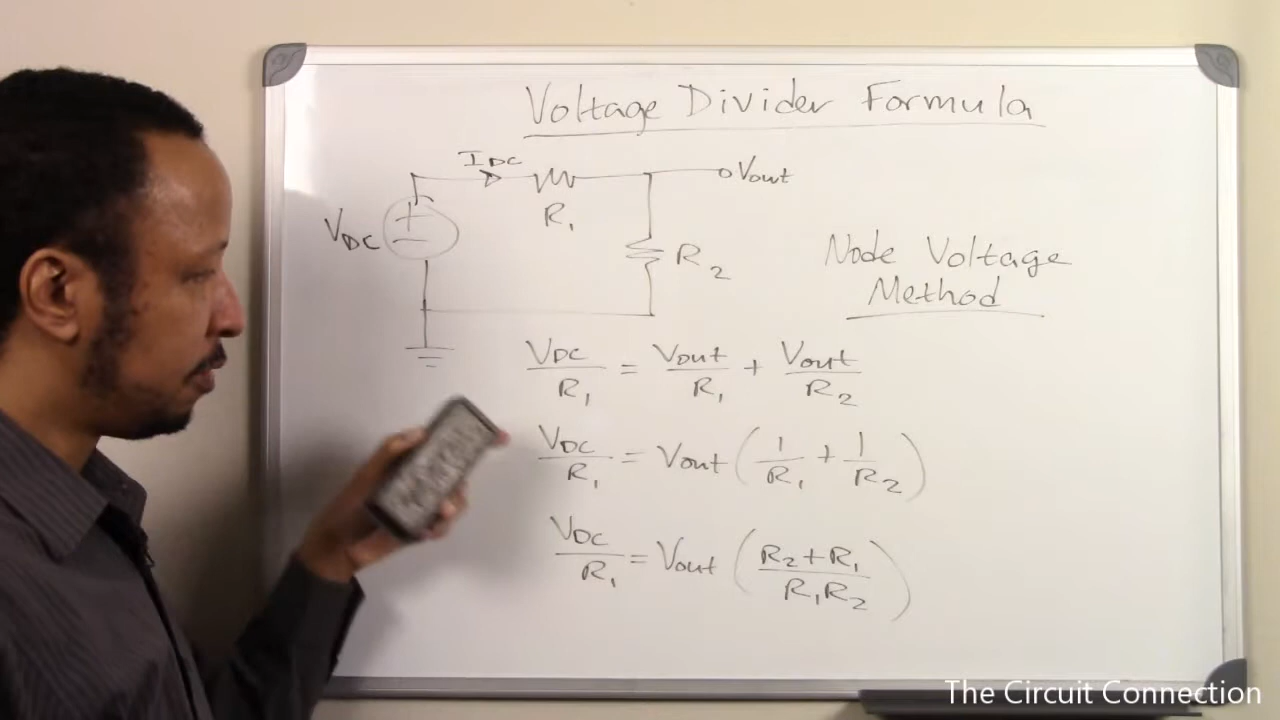 Voltage Divider Formula
I DC
Vout
R1
VDC
+
−
R2
Node Voltage
Method
VDC/R1 = Vout/R1 + Vout/R2
VDC/R1 = Vout (1/R1 + 1/R2)
VDC/R1 = Vout (R2+R1/R1R2)
The Circuit Connection